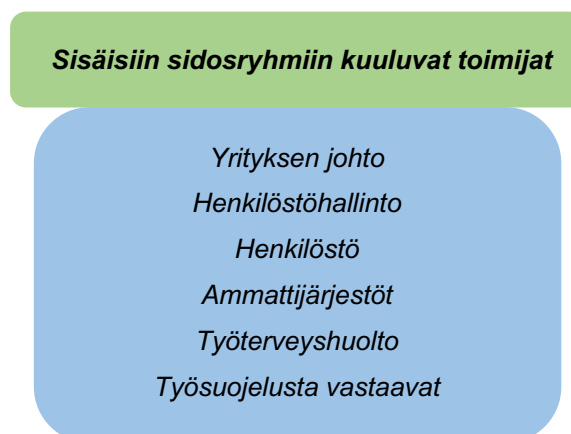 Sisäisiin sidosryhmiin kuuluvat toimijat
Yrityksen johto
Henkilöstöhallinto
Henkilöstö
Ammattijärjestöt
Työterveyshuolto
Työsuojelusta vastaavat